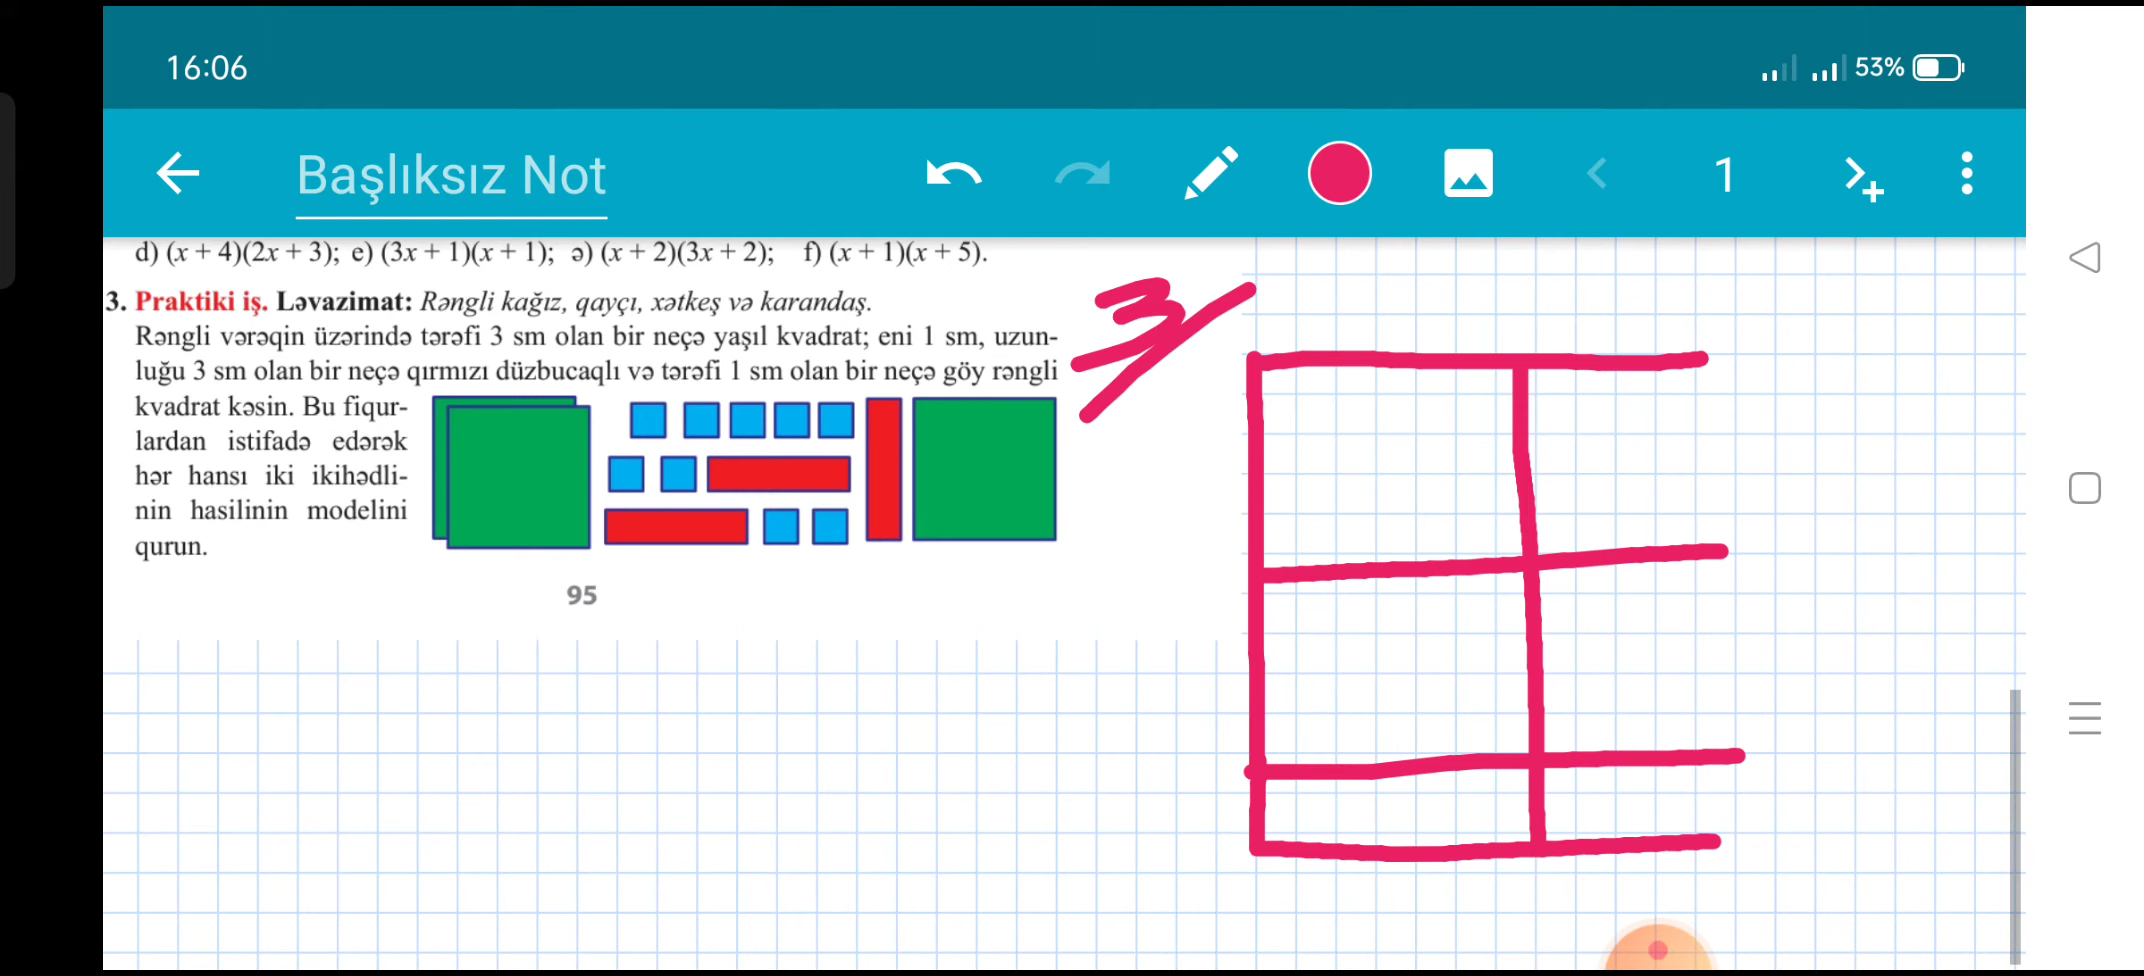 16:06
53%
Başlıksız Not
1
d) (x + 4)(2x + 3); e) (3x + 1)(x + 1); ə) (x + 2)(3x + 2); f) (x + 1)(x + 5).
3. Praktiki iş. Ləvazimat: Rəngli kağız, qayçı, xətkeş və karandaş.
Rəngli vərəqin üzərində tərəfi 3 sm olan bir neçə yaşıl kvadrat; eni 1 sm, uzun-
luğu 3 sm olan bir neçə qırmızı düzbucaqlı və tərəfi 1 sm olan bir neçə göy rəngli
kvadrat kəsin. Bu fiqur-
lardan istifadə edərək
hər hansı iki ikihədli-
nin hasilinin modelini
qurun.
3
95